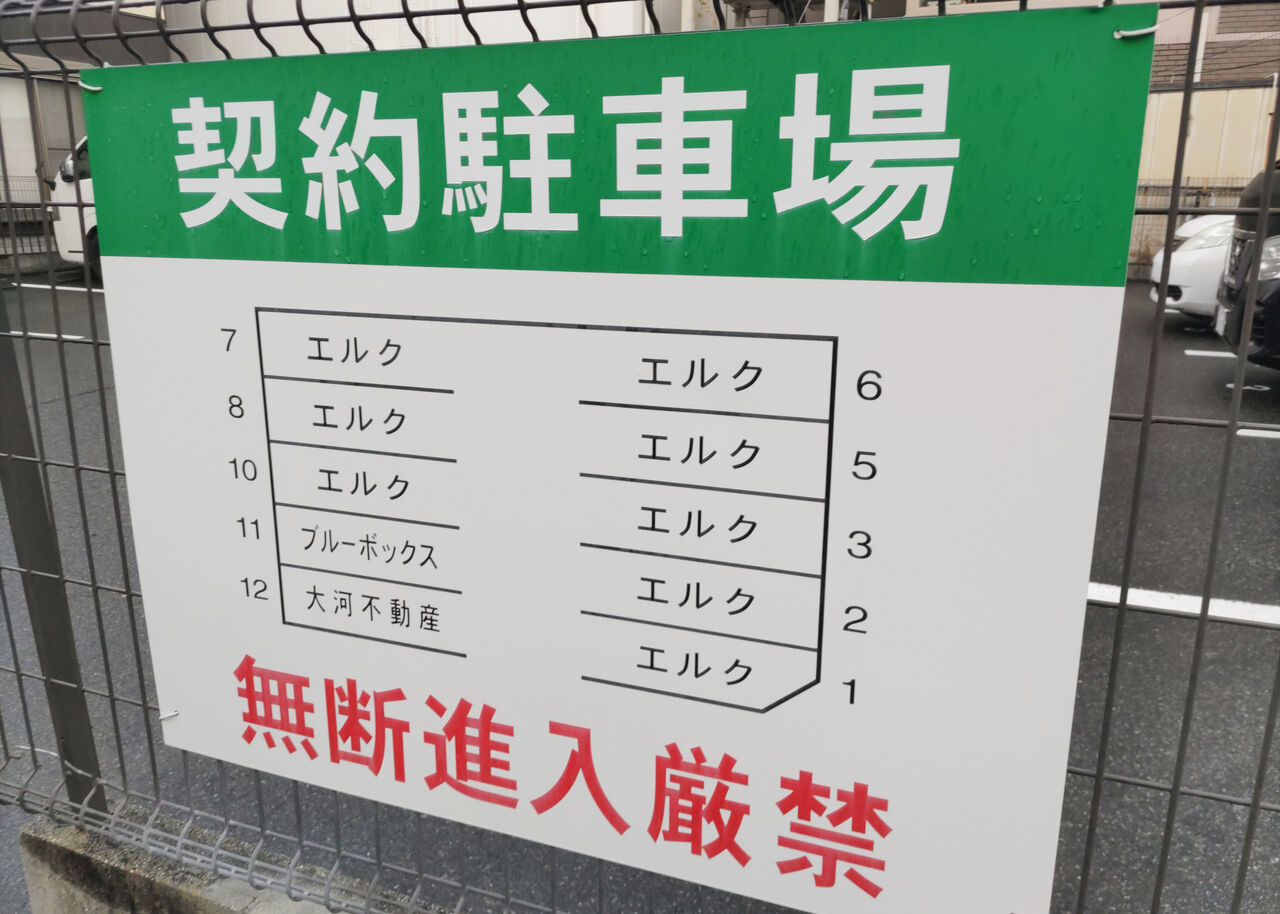 契約駐車場
7 エルク エルク 6
8 エルク エルク 5
10 エルク エルク 3
11 ブルーボックス エルク 2
12 大河不動産 エルク 1
無断進入厳禁